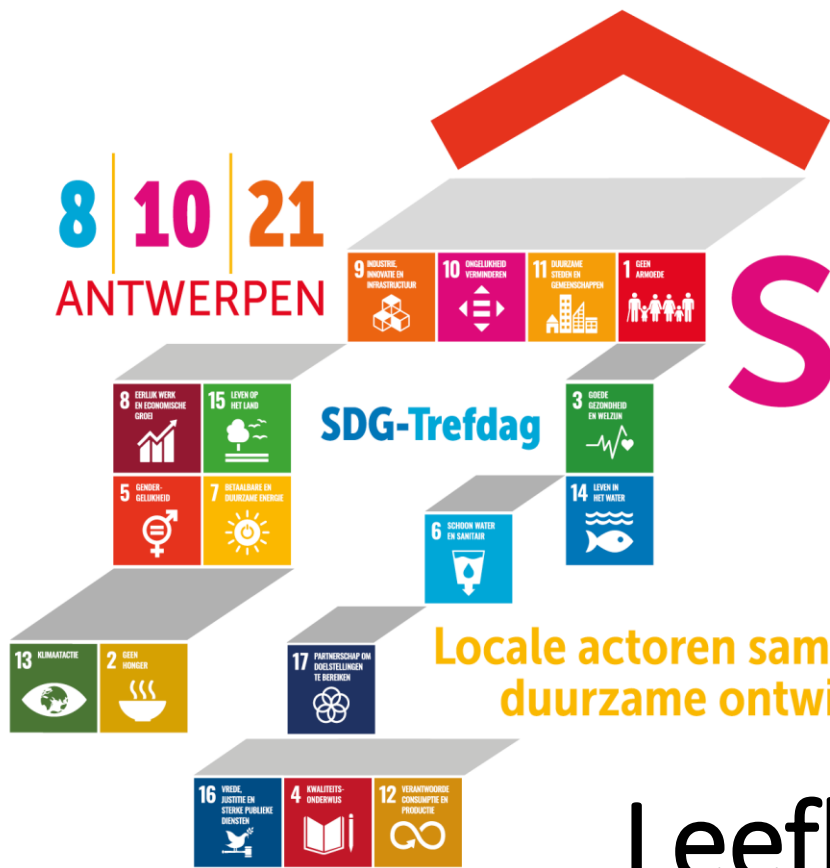 8 | 10 | 21
ANTWERPEN
9 INDUSTRIE,
INNOVATIE EN
INFRASTRUCTUUR
10 ONGELIJKHEID
VERMINDEREN
11 DUURZAME
STEDEN EN
GEMEENSCHAPPEN
1 GEEN
ARMOEDE
S
8 EERLIJK WERK
EN ECONOMISCHE
GROEI
15 LEVEN OP
HET LAND
SDG-Trefdag
3 GOEDE
GEZONDHEID
EN WELZIJN
5 GENDER-
GELIJKHEID
7 BETAALBARE EN
DUURZAME ENERGIE
14 LEVEN IN
HET WATER
6 SCHOON WATER
EN SANITAIR
13 KLIMAATACTIE
2 GEEN
HONGER
17 PARTNERSCHAP OM
DOELSTELLINGEN
TE BEREIKEN
Locale actoren sam
duurzame ontwi
16 VREDE,
JUSTITIE EN
STERKE PUBLIEKE
DIENSTEN
4 KWALITEITS-
ONDERWIJS
12 VERANTWOORDE
CONSUMPTIE EN
PRODUCTIE